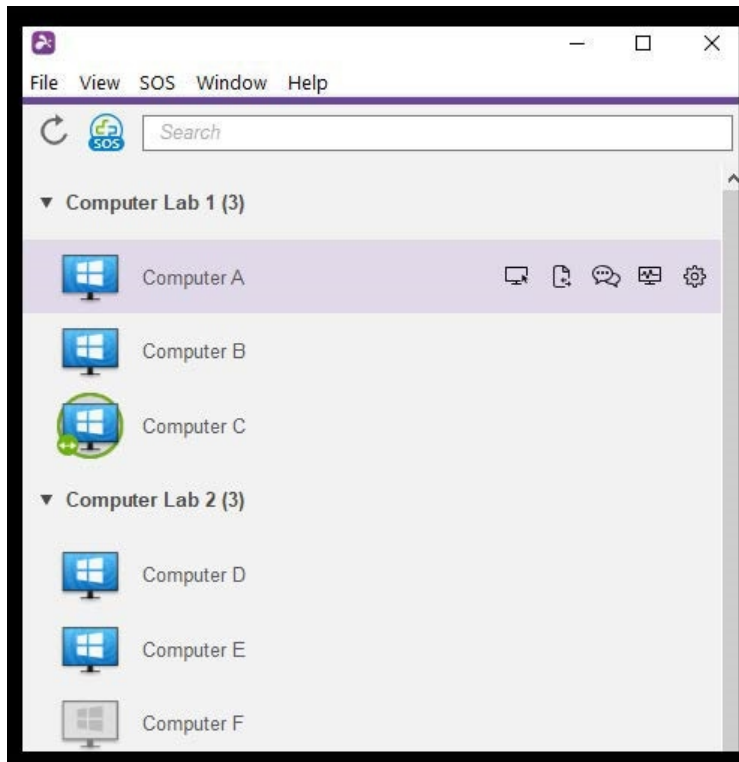 File View SOS Window Help
SOS Search
Computer Lab 1 (3)
Computer A
Computer B
Computer C
Computer Lab 2 (3)
Computer D
Computer E
Computer F